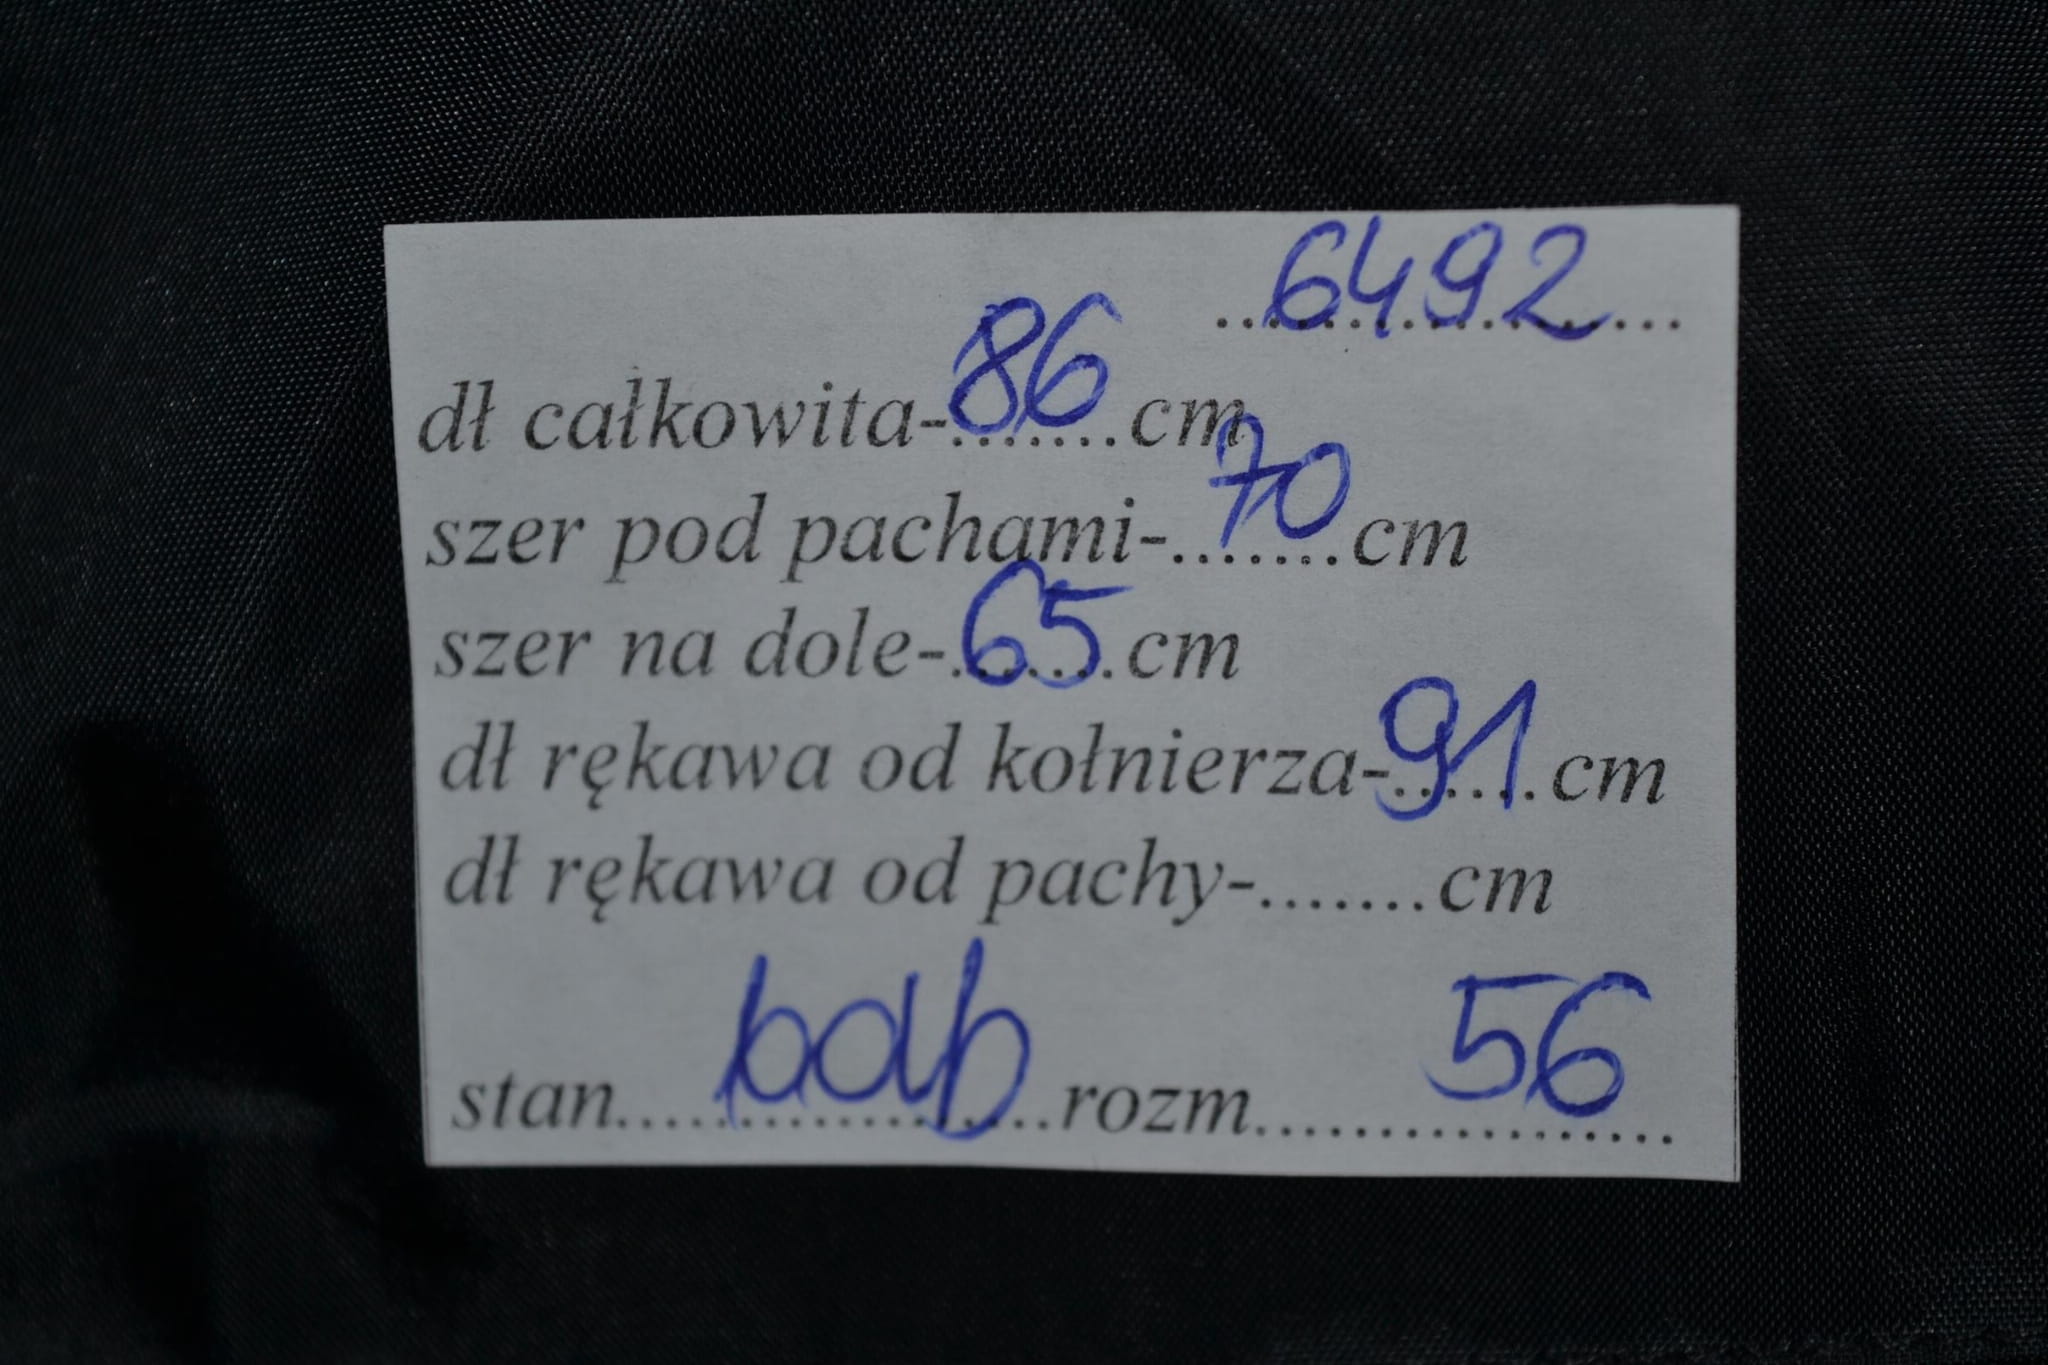 ..6492..
dł całkowita-86cm
szer pod pachami-70cm
szer na dole-65cm
dł rękawa od kołnierza-91cm
dł rękawa od pachy-.......cm
stan....bdb....rozm....56....